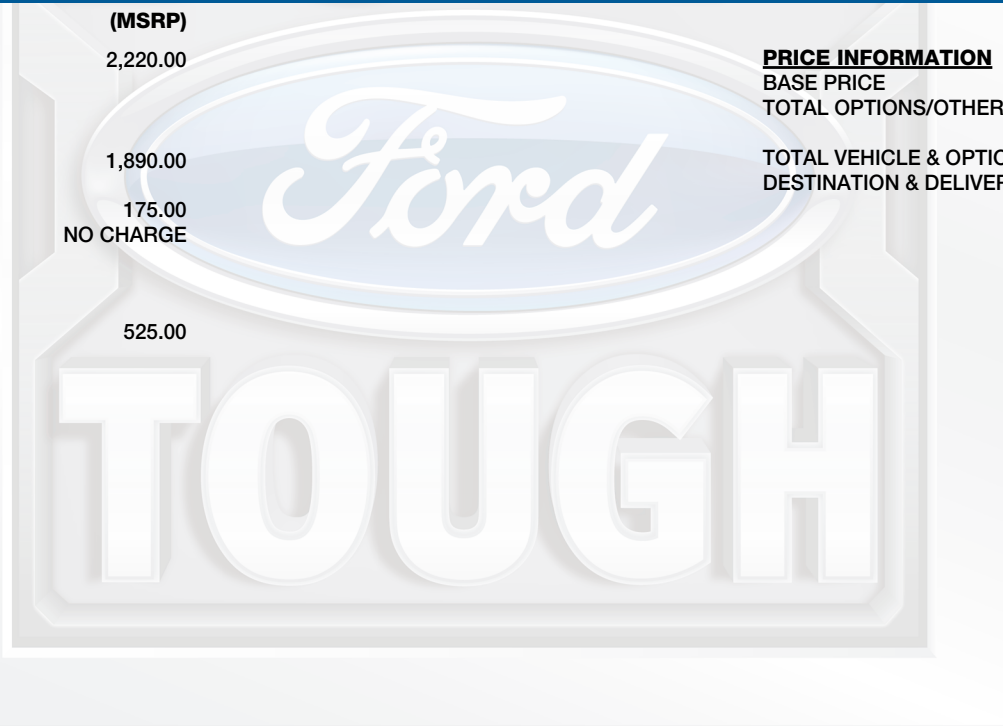 (MSRP)
2,220.00
1,890.00
175.00
NO CHARGE
525.00
PRICE INFORMATION
BASE PRICE
TOTAL OPTIONS/OTHER
TOTAL VEHICLE & OPTIO
DESTINATION & DELIVER
Ford
TOUGH